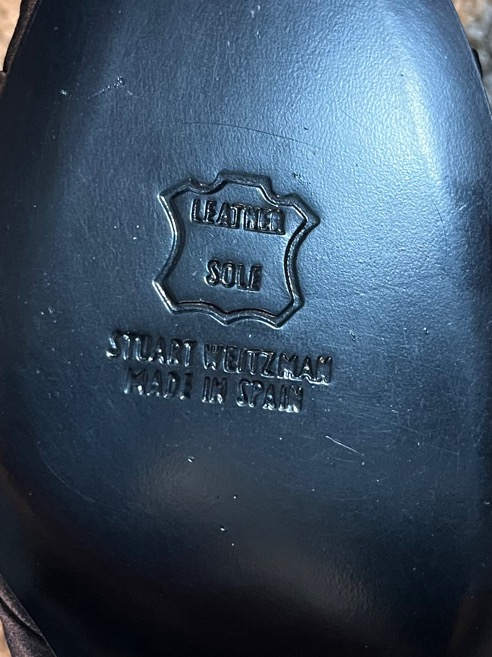 LEATHER
SOLE
STUART WEITZMAN
MADE IN SPAIN